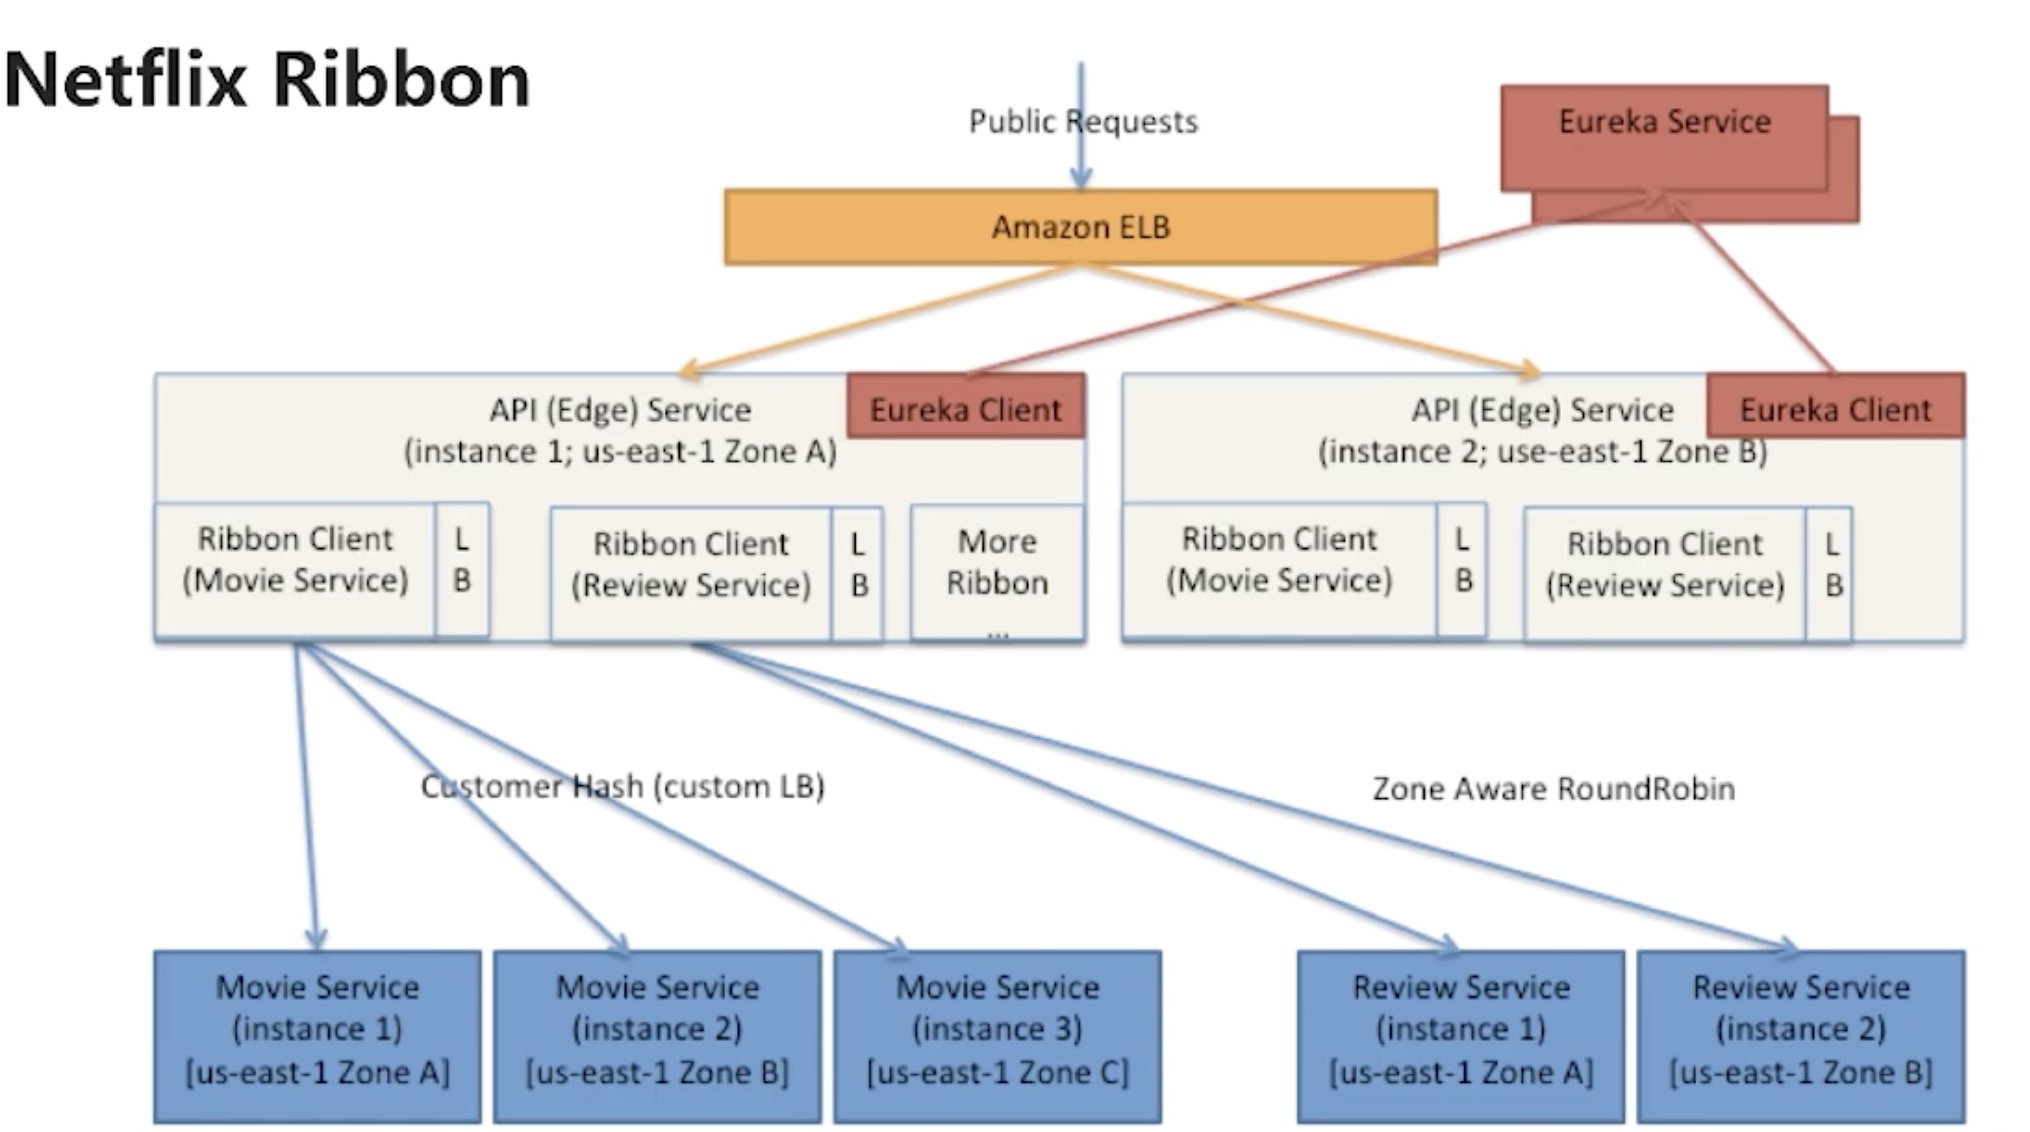 Netflix Ribbon
Public Requests
Eureka Service
Amazon ELB
API (Edge) Service
(instance 1; us-east-1 Zone A)
Eureka Client
API (Edge) Service
(instance 2; use-east-1 Zone B)
Eureka Client
Ribbon Client
(Movie Service)
L
B
Ribbon Client
(Review Service)
L
B
More
Ribbon
...
Ribbon Client
(Movie Service)
L
B
Ribbon Client
(Review Service)
L
B
Customer Hash (custom LB)
Zone Aware RoundRobin
Movie Service
(instance 1)
[us-east-1 Zone A]
Movie Service
(instance 2)
[us-east-1 Zone B]
Movie Service
(instance 3)
[us-east-1 Zone C]
Review Service
(instance 1)
[us-east-1 Zone A]
Review Service
(instance 2)
[us-east-1 Zone B]